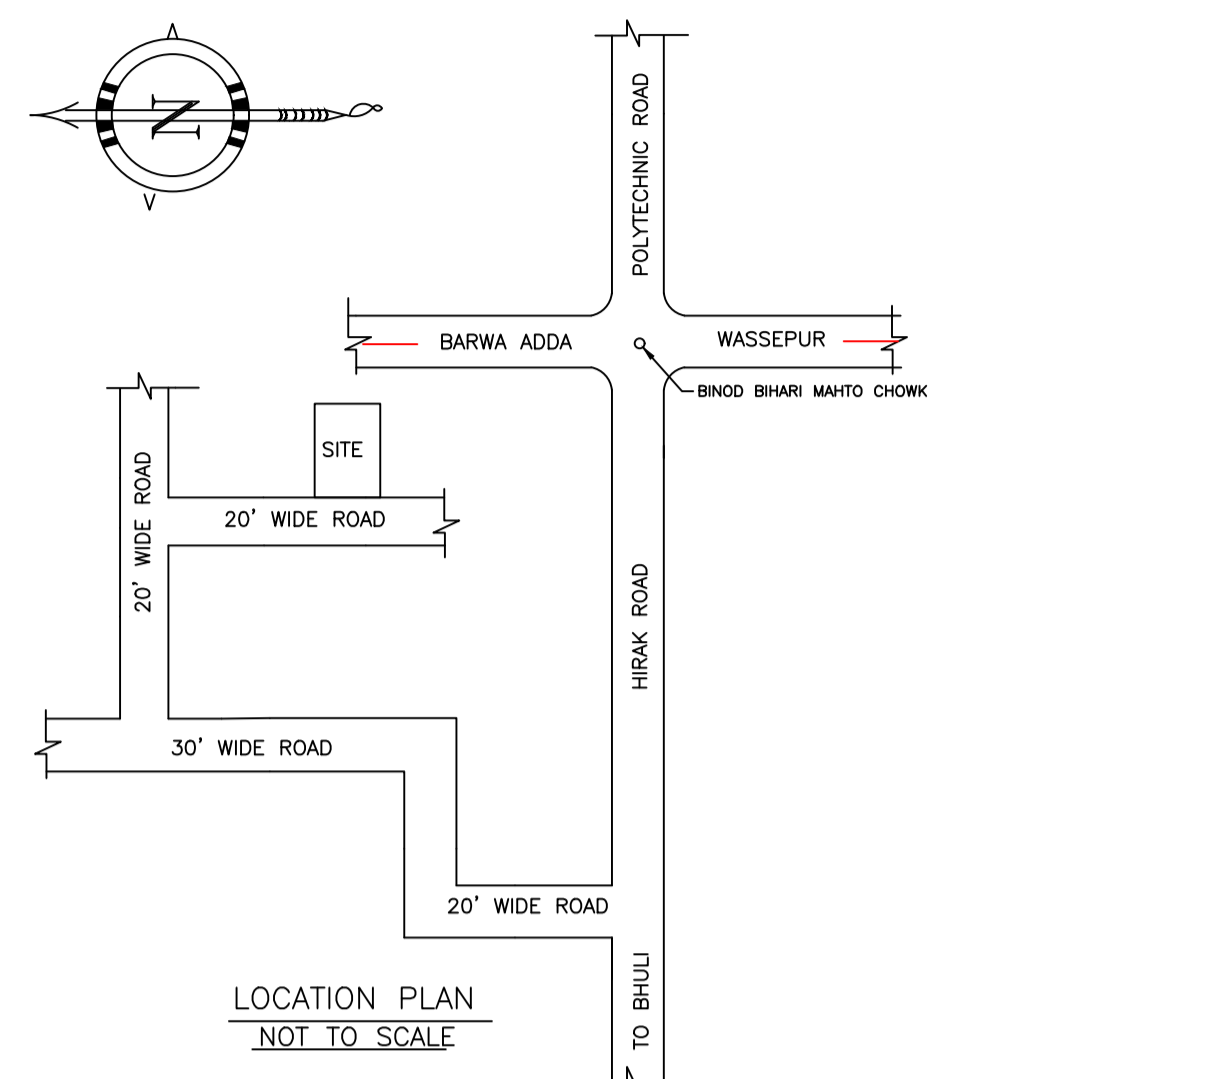 N
POLYTECHNIC ROAD
BARWA ADDA
WASSEPUR
BINOD BIHARI MAHTO CHOWK
SITE
20' WIDE ROAD
20' WIDE ROAD
HIRAK ROAD
30' WIDE ROAD
20' WIDE ROAD
TO BHULI
LOCATION PLAN
NOT TO SCALE